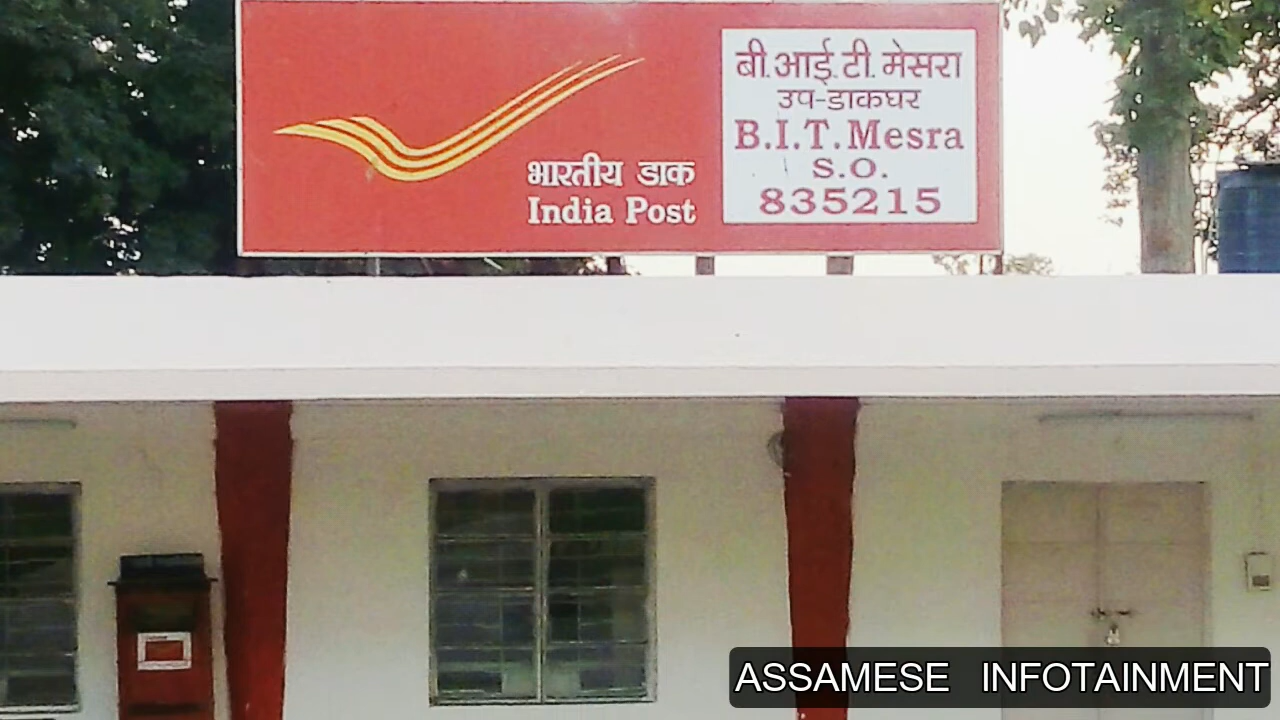 भारतीय डाक
India Post
बी.आई.टी. मेसरा
उप-डाकघर
B.I.T. Mesra
S.O.
835215
ASSAMESE INFOTAINMENT